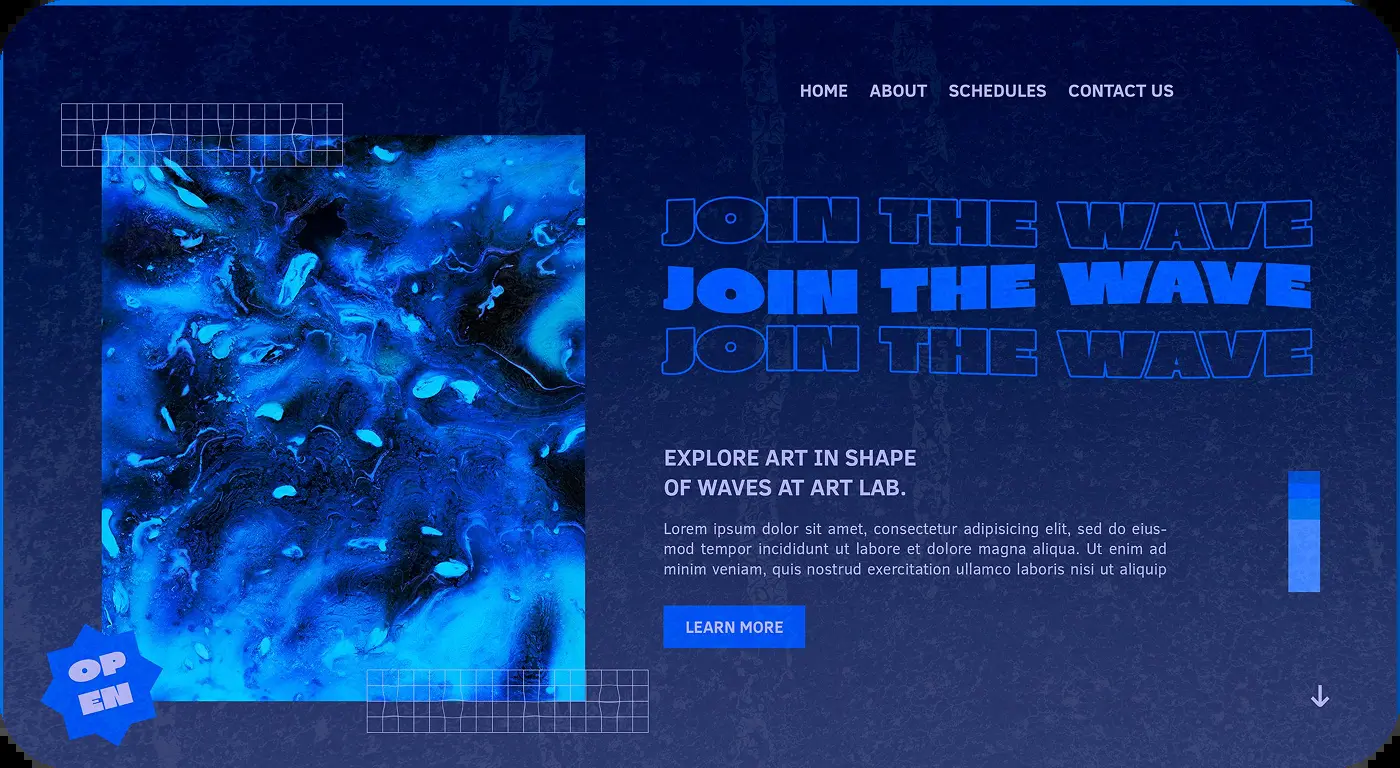 HOME ABOUT SCHEDULES CONTACT US
JOIN THE WAVE
JOIN THE WAVE
JOIN THE WAVE
EXPLORE ART IN SHAPE
OF WAVES AT ART LAB.
Lorem ipsum dolor sit amet, consectetur adipisicing elit, sed do eius-
mod tempor incididunt ut labore et dolore magna aliqua. Ut enim ad
minim veniam, quis nostrud exercitation ullamco laboris nisi ut aliquip
LEARN MORE
OP
EN